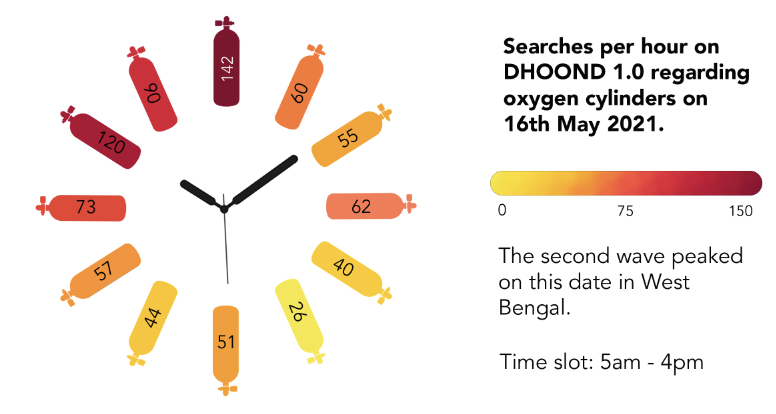 142
60
55
62
40
26
51
44
57
73
120
90
Searches per hour on
DHOOND 1.0 regarding
oxygen cylinders on
16th May 2021.
0 75 150
The second wave peaked
on this date in West
Bengal.
Time slot: 5am - 4pm